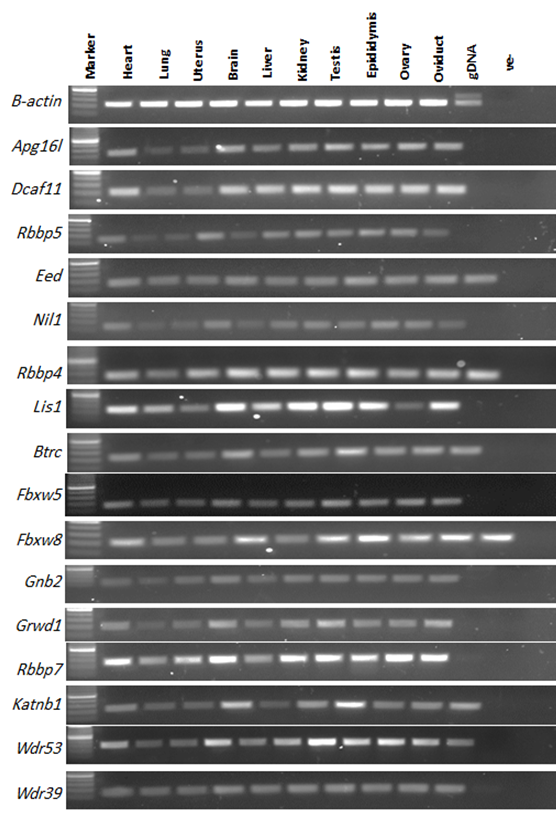 Marker
Heart
Lung
Uterus
Brain
Liver
Kidney
Testis
Epididymis
Ovary
Oviduct
gDNA
ve-
B-actin
Apg16l
Dcaf11
Rbbp5
Eed
Nil1
Rbbp4
Lis1
Btrc
Fbxw5
Fbxw8
Gnb2
Grwd1
Rbbp7
Katnb1
Wdr53
Wdr39